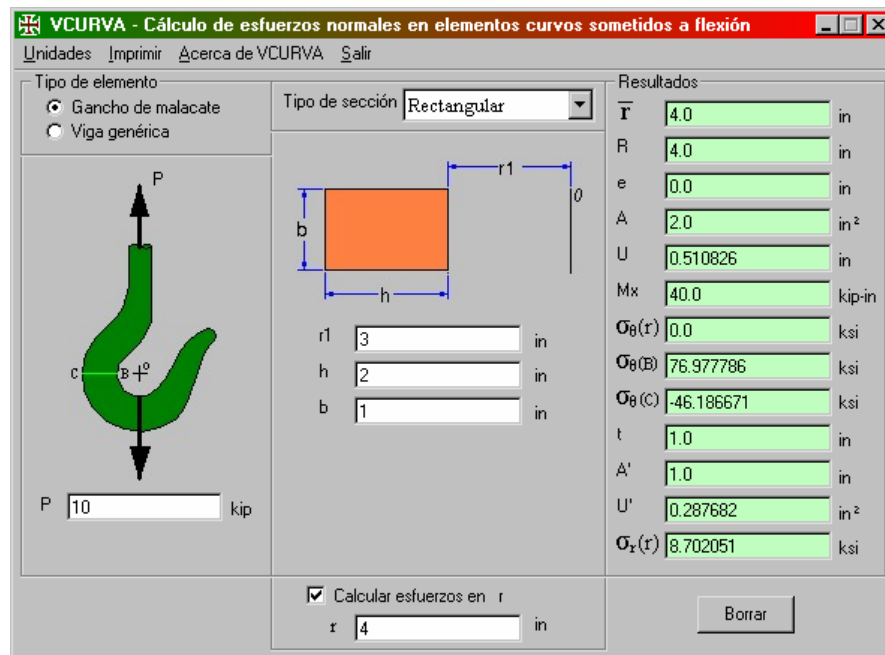 VCURVA - Cálculo de esfuerzos normales en elementos curvos sometidos a flexión
Unidades Imprimir Acerca de VCURVA Salir
Tipo de elemento
Gancho de malacate
Viga genérica
P
C
B
o
P 10 kip
Tipo de sección Rectangular
r1
0
b
h
r1 3 in
h 2 in
b 1 in
Calcular esfuerzos en r
r 4 in
Resultados
r̅ 4.0 in
R 4.0 in
e 0.0 in
A 2.0 in²
U 0.510826 in
Mx 40.0 kip-in
σθ(r) 0.0 ksi
σθ(B) 76.977786 ksi
σθ(C) -46.186671 ksi
t 1.0 in
A' 1.0 in
U' 0.287682 in²
σr(r) 8.702051 ksi
Borrar